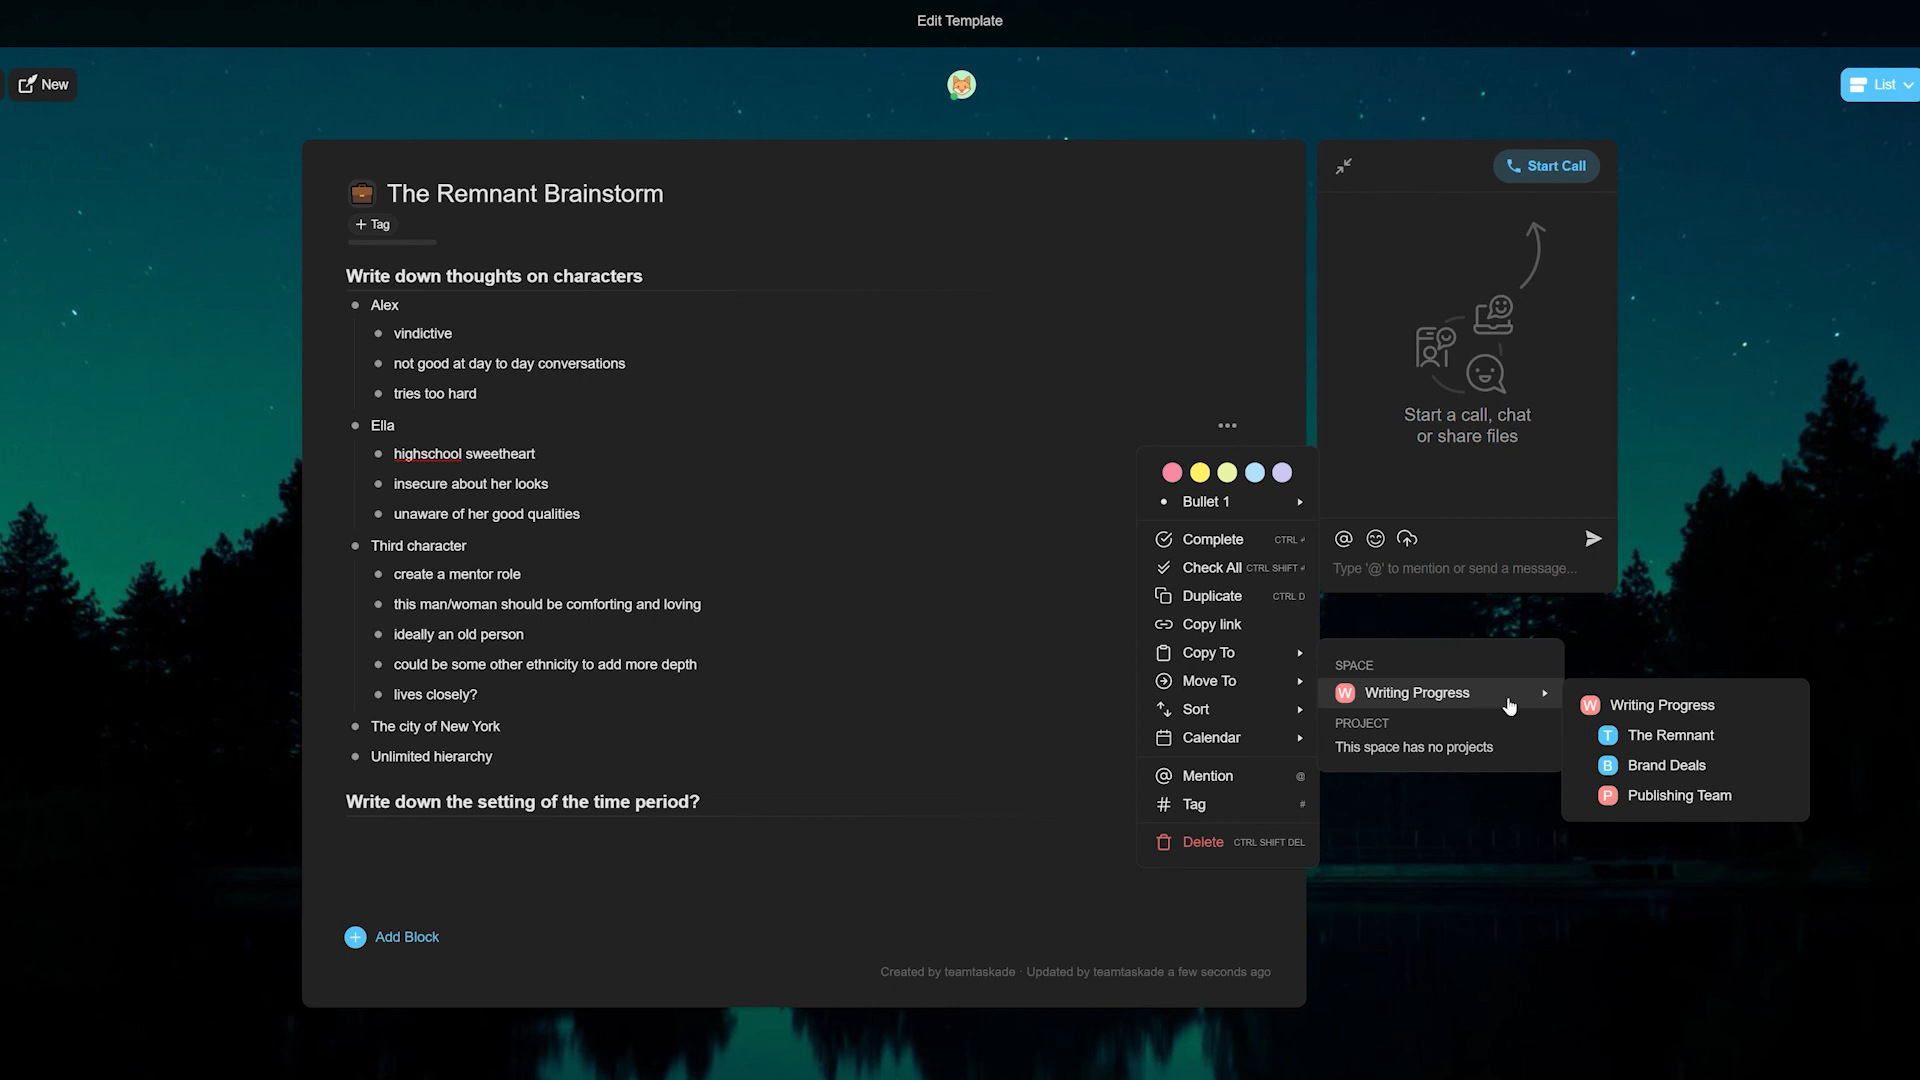 Edit Template
New
List
The Remnant Brainstorm
+ Tag
Write down thoughts on characters
Alex
vindictive
not good at day to day conversations
tries too hard
Ella
highschool sweetheart
insecure about her looks
unaware of her good qualities
Third character
create a mentor role
this man/woman should be comforting and loving
ideally an old person
could be some other ethnicity to add more depth
lives closely?
The city of New York
Unlimited hierarchy
Write down the setting of the time period?
Add Block
Created by teamtaskade · Updated by teamtaskade a few seconds ago
Bullet 1
Complete CTRL ↵
Check All CTRL SHIFT ↵
Duplicate CTRL D
Copy link
Copy To
Move To
Sort
Calendar
Mention @
Tag #
Delete CTRL SHIFT DEL
Start Call
Start a call, chat
or share files
Type '@' to mention or send a message...
SPACE
W Writing Progress
PROJECT
This space has no projects
W Writing Progress
T The Remnant
B Brand Deals
P Publishing Team